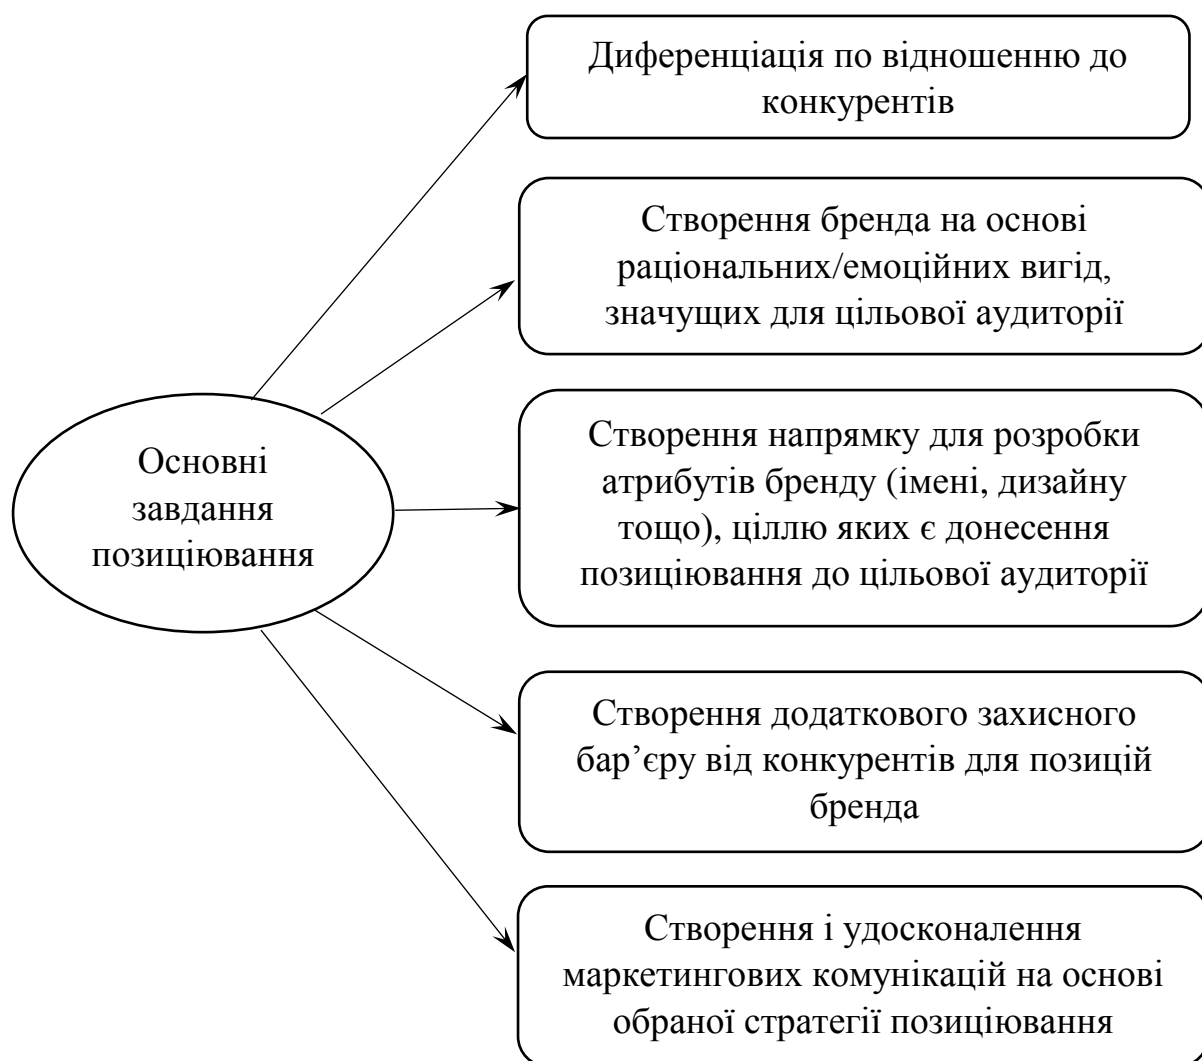 Диференціація по відношенню до
конкурентів
Створення бренда на основі
раціональних/емоційних вигід,
значущих для цільової аудиторії
Основні
завдання
позиціювання
Створення напрямку для розробки
атрибутів бренду (імені, дизайну
тощо), ціллю яких є донесення
позиціювання до цільової аудиторії
Створення додаткового захисного
бар’єру від конкурентів для позицій
бренда
Створення і удосконалення
маркетингових комунікацій на основі
обраної стратегії позиціювання